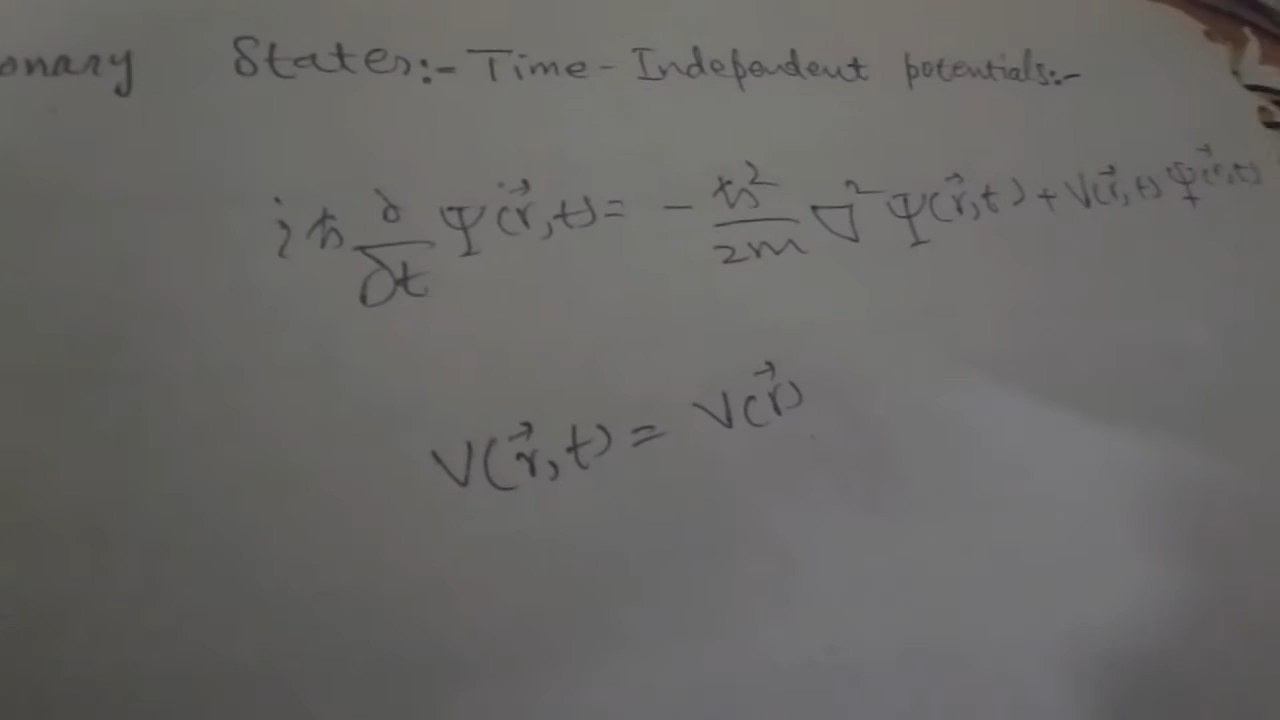 onary States:- Time-Independent potentials:-
iħ ∂/∂t Ψ(r⃗,t) = - ħ²/2m ∇² Ψ(r⃗,t) + V(r⃗,t) Ψ(r⃗,t)
V(r⃗,t) = V(r⃗)